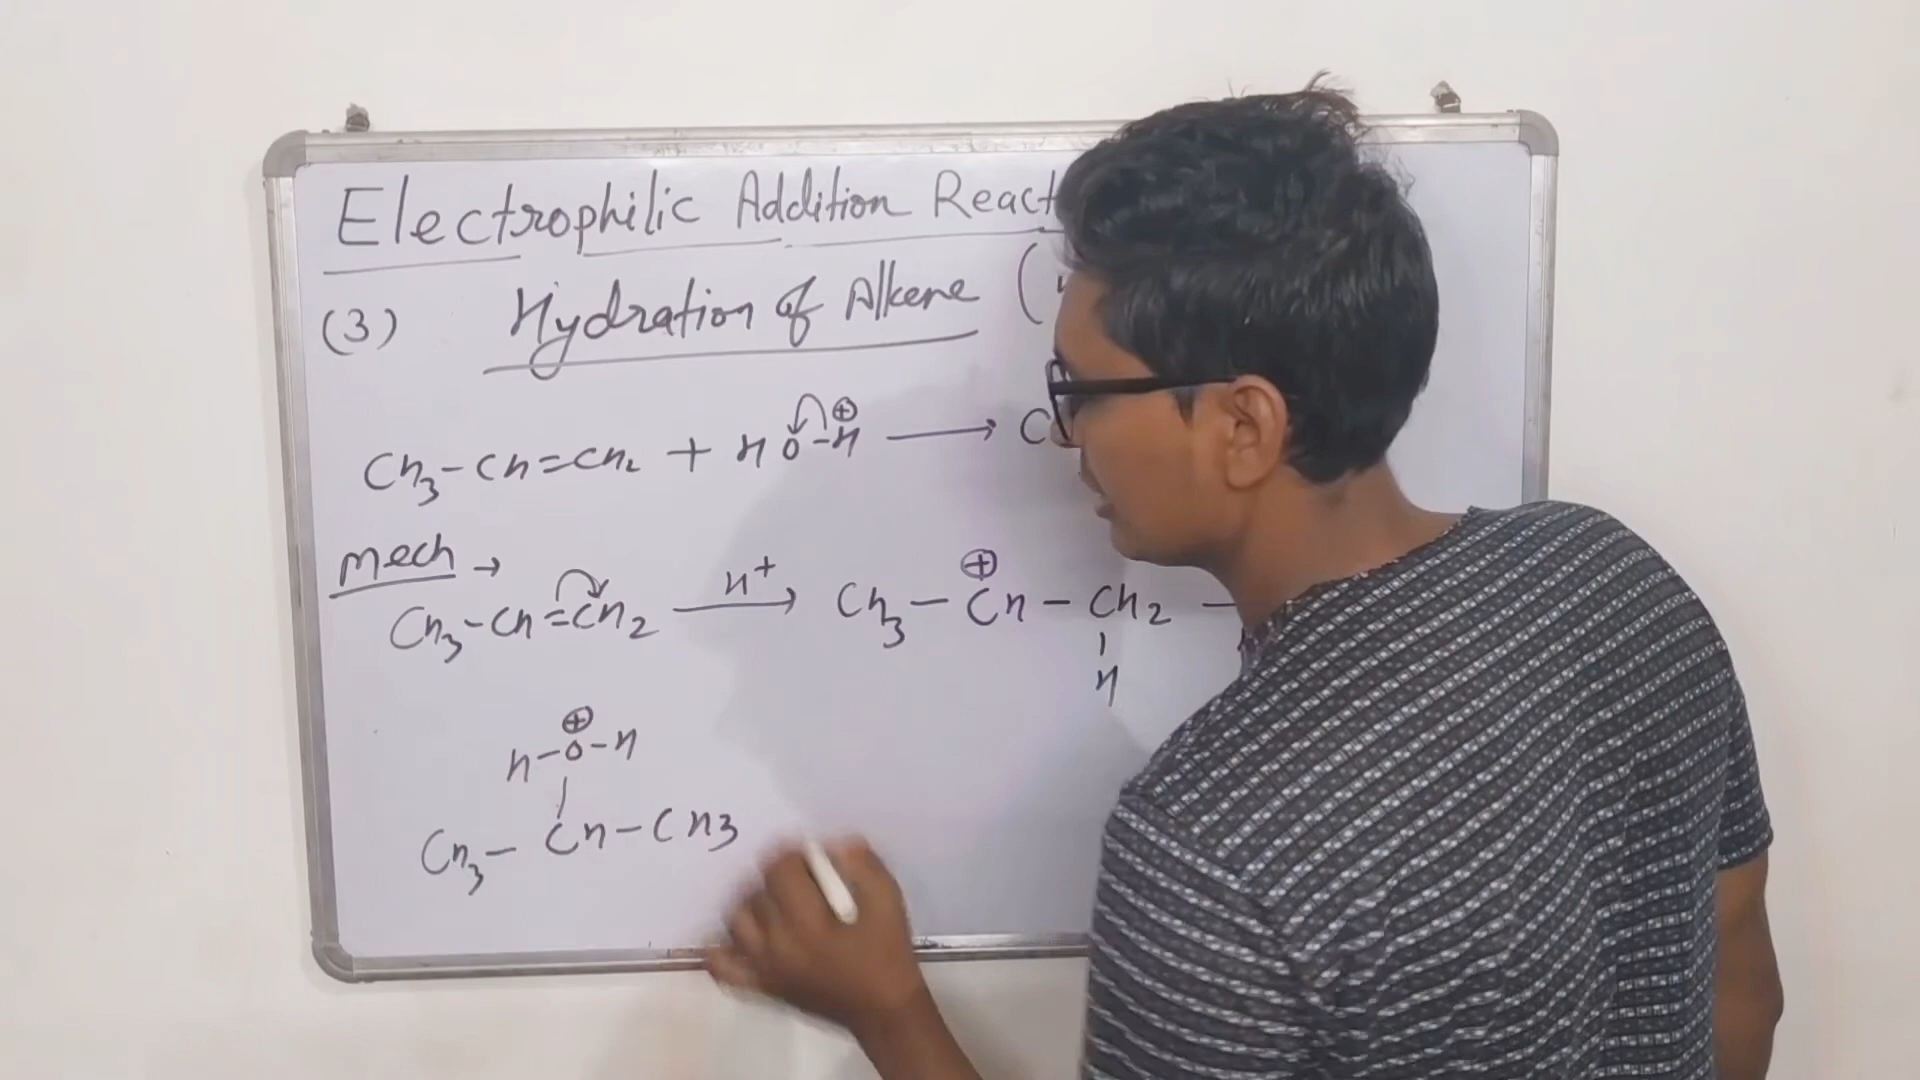 Electrophilic Addition React
(3) Hydration of Alkene (
CH3-CH=CH2 + HO-H ⊕ ⟶ C
Mech →
CH3-CH=CH2 ⟶ H+ CH3-CH-CH2 -
⊕
H
⊕
H-O-H
CH3-CH-CH3